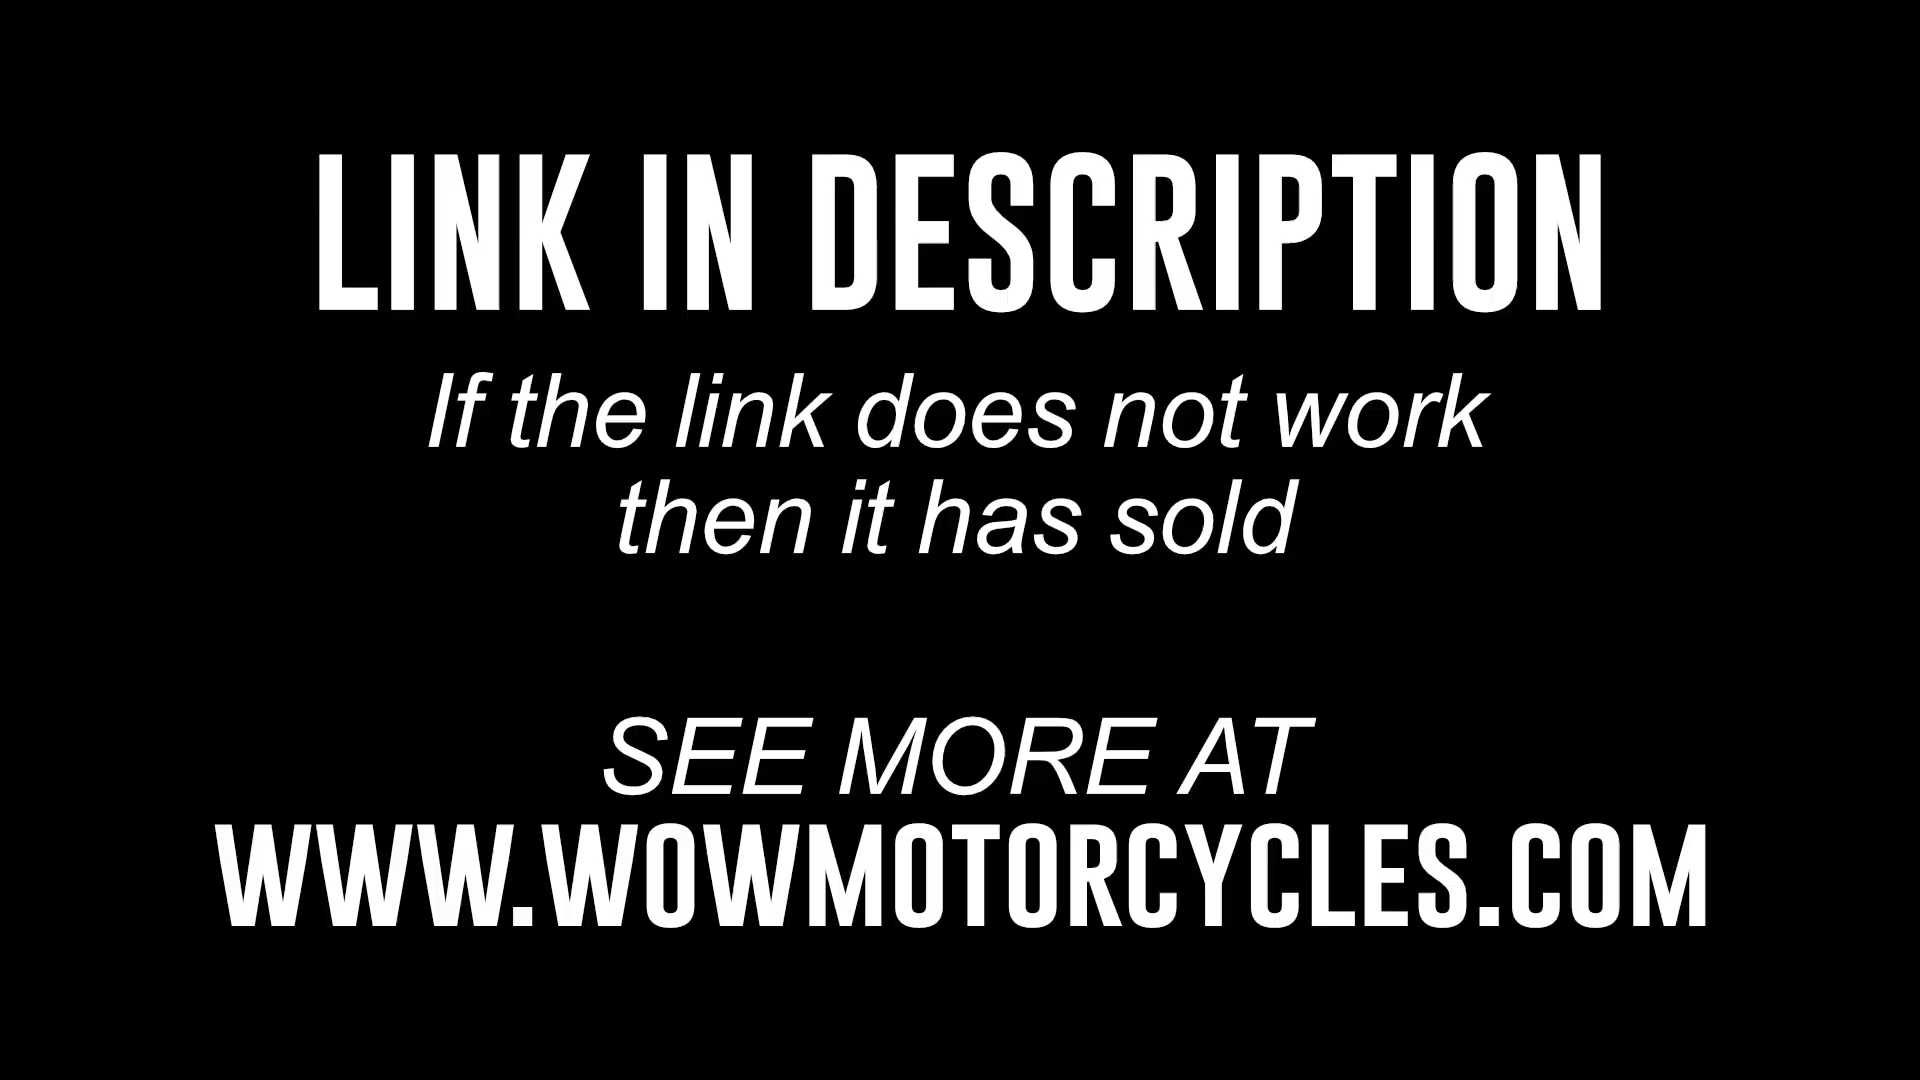 LINK IN DESCRIPTION
If the link does not work
then it has sold
SEE MORE AT
WWW.WOWMOTORCYCLES.COM